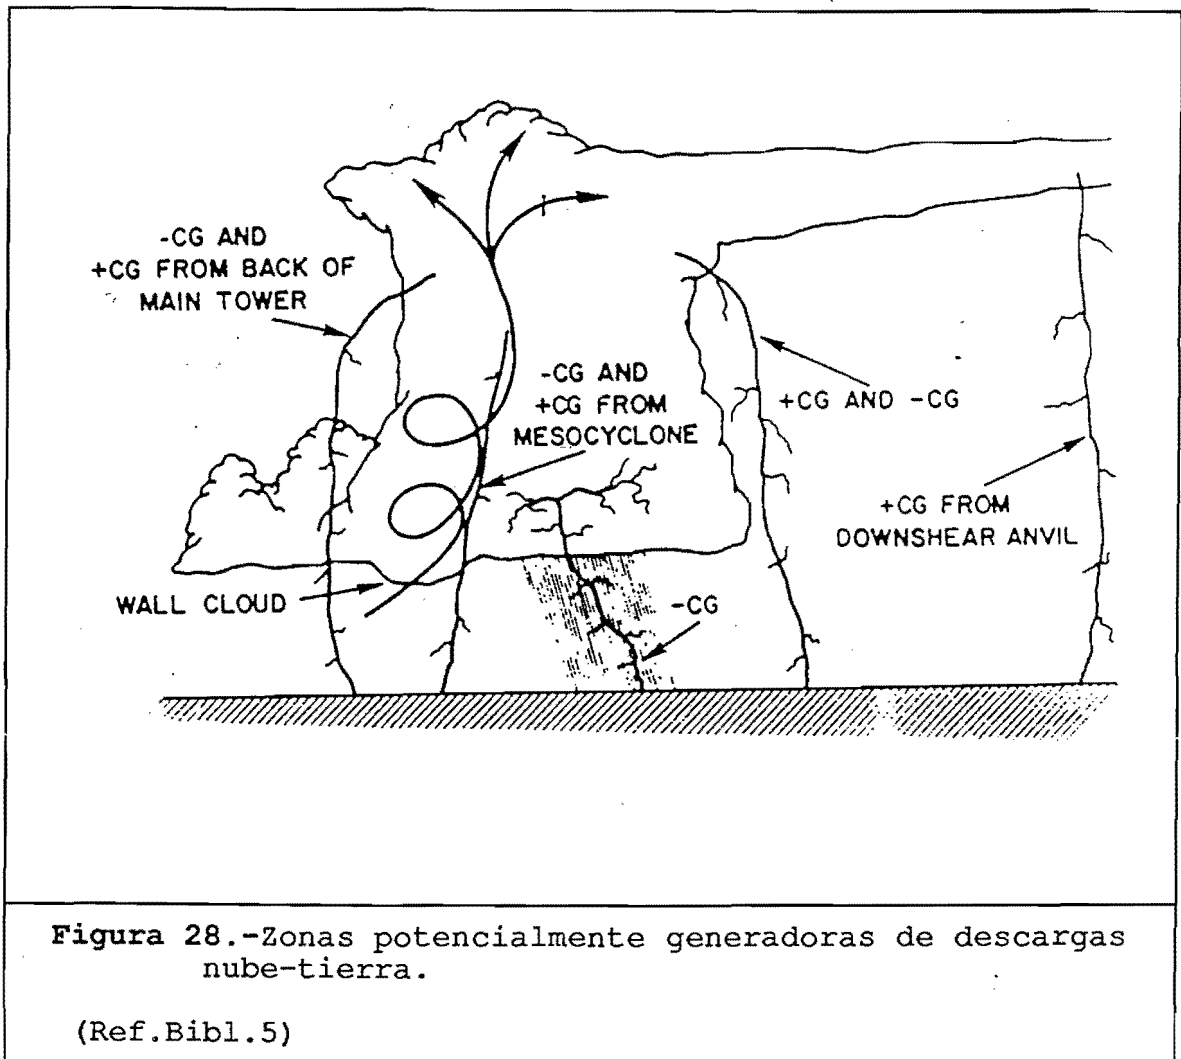 -CG AND
+CG FROM BACK OF
MAIN TOWER
-CG AND
+CG FROM
MESOCYCLONE
+CG AND -CG
+CG FROM
DOWNSHEAR ANVIL
WALL CLOUD
-CG
Figura 28.-Zonas potencialmente generadoras de descargas
nube-tierra.
(Ref.Bibl.5)